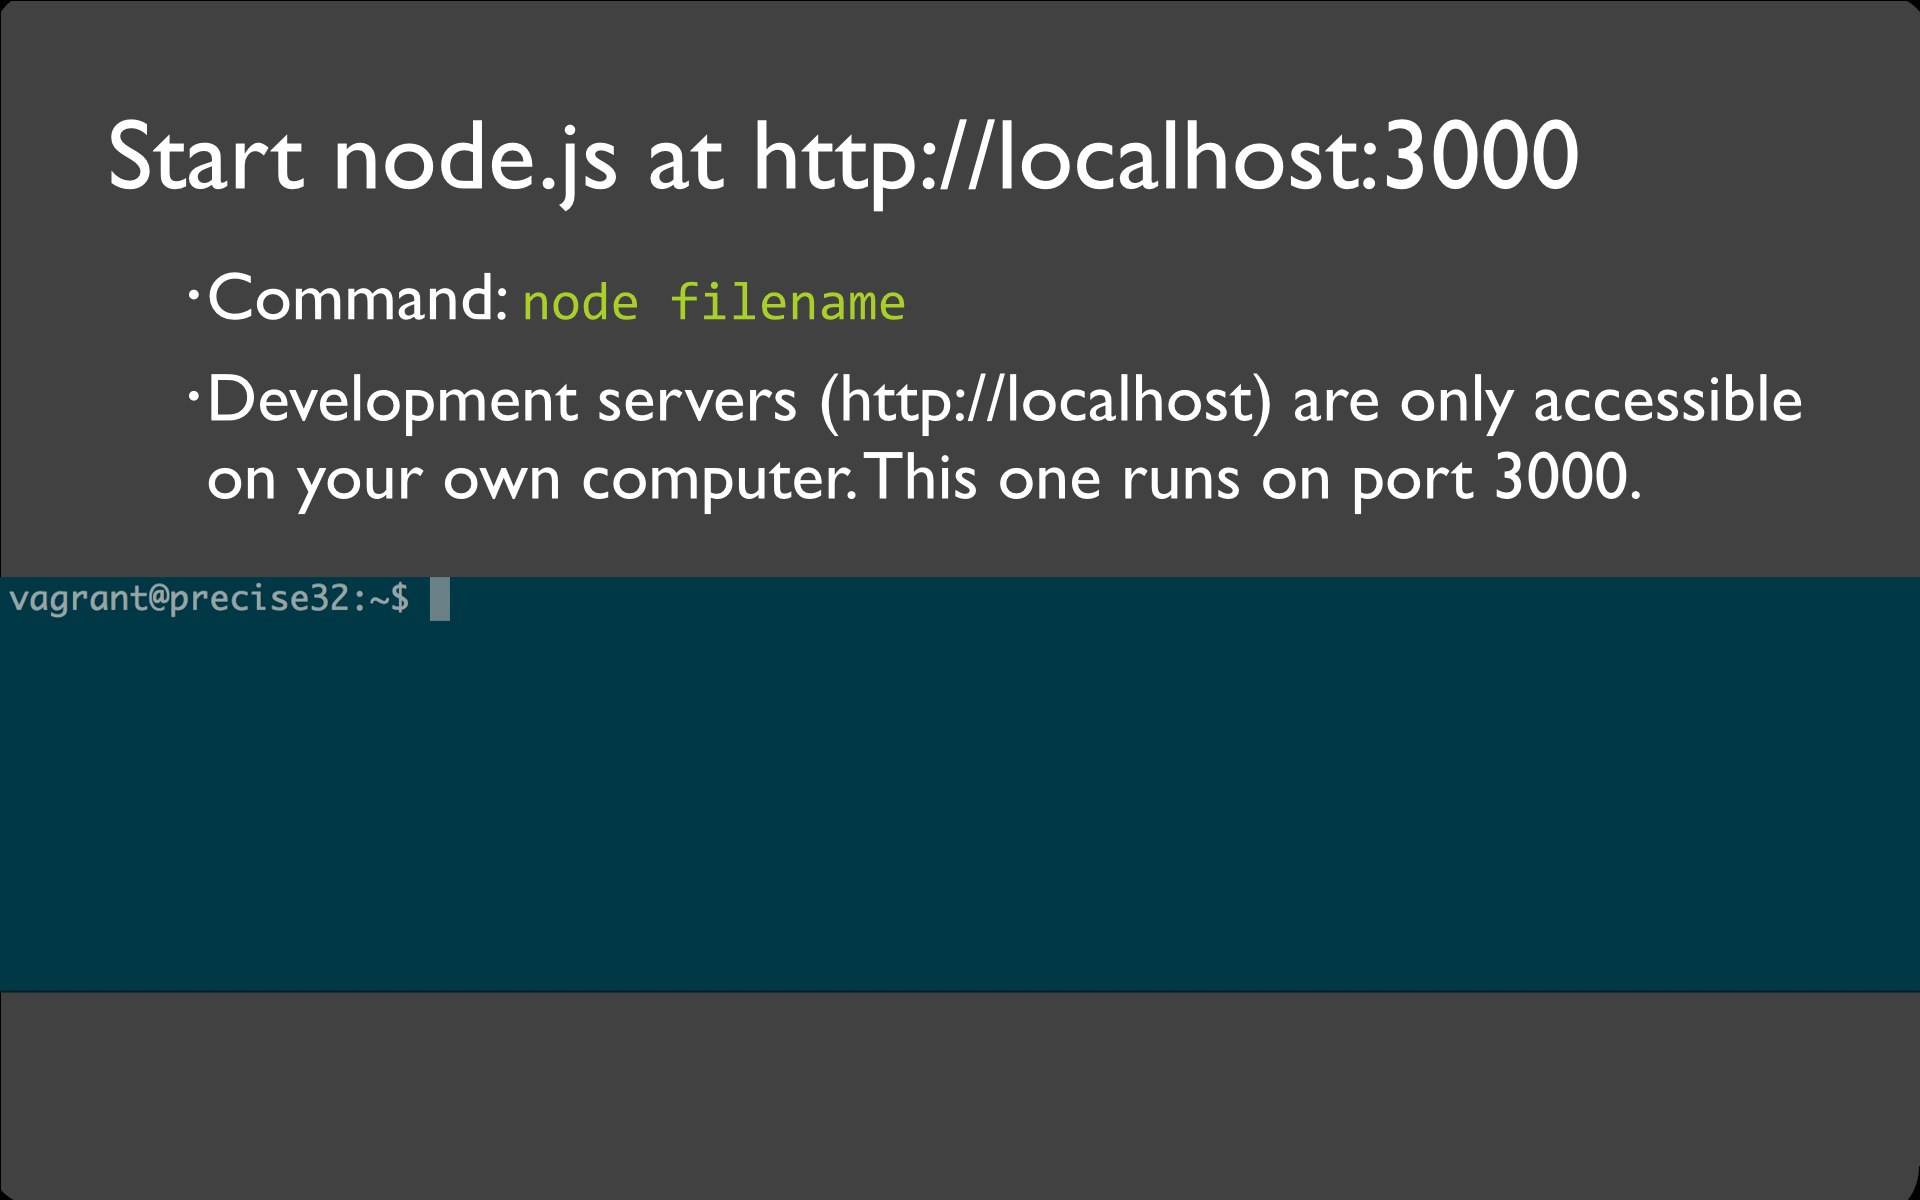 Start node.js at http://localhost:3000
·Command: node filename
·Development servers (http://localhost) are only accessible
on your own computer. This one runs on port 3000.
vagrant@precise32:~$